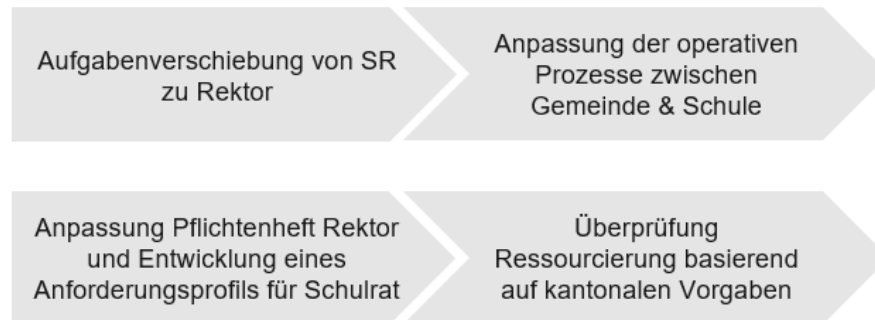 Aufgabenverschiebung von SR
zu Rektor
Anpassung der operativen
Prozesse zwischen
Gemeinde & Schule
Anpassung Pflichtenheft Rektor
und Entwicklung eines
Anforderungsprofils für Schulrat
Überprüfung
Ressourcierung basierend
auf kantonalen Vorgaben